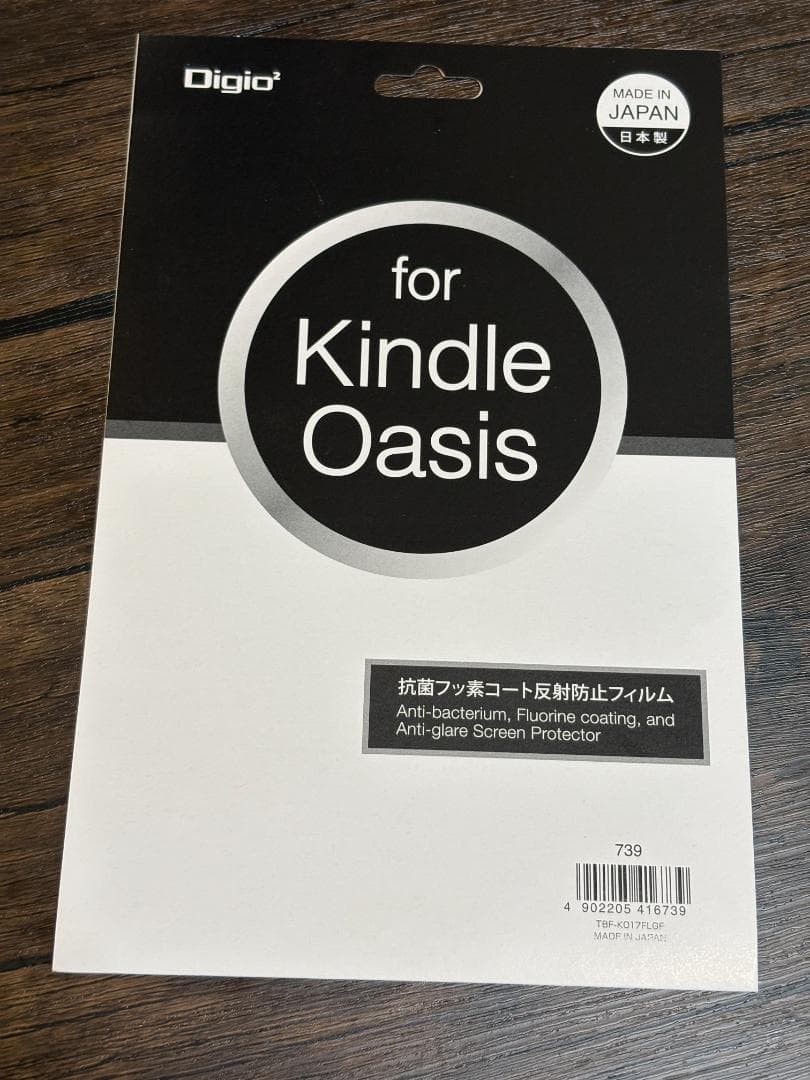 Digio²
MADE IN
JAPAN
日本製
for
Kindle
Oasis
抗菌フッ素コート反射防止フィルム
Anti-bacterium, Fluorine coating, and
Anti-glare Screen Protector
739
4 902205 416739
TBF-KO17FLGF
MADE IN JAPAN